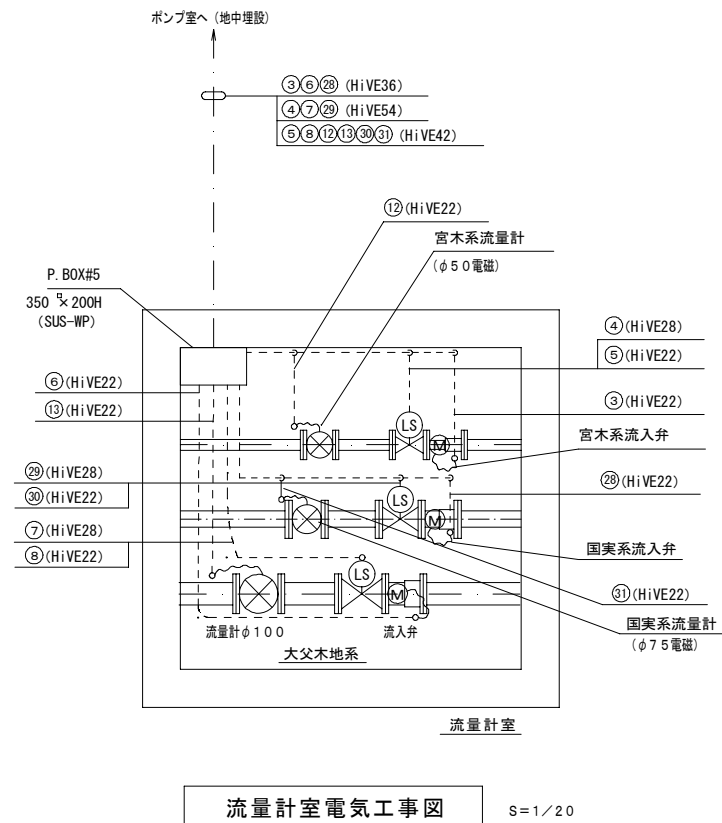 ポンプ室へ（地中埋設）
③⑥㉘ (HiVE36)
④⑦㉙ (HiVE54)
⑤⑧⑫⑬㉚㉛ (HiVE42)
⑫(HiVE22)
宮木系流量計
(φ50電磁)
P.BOX#5
350 □×200H
(SUS-WP)
④(HiVE28)
⑤(HiVE22)
⑥(HiVE22)
⑬(HiVE22)
③(HiVE22)
LS
M
宮木系流入弁
㉙(HiVE28)
㉚(HiVE22)
㉘(HiVE22)
LS
M
⑦(HiVE28)
⑧(HiVE22)
国実系流入弁
LS
M
㉛(HiVE22)
流量計φ100
流入弁
国実系流量計
(φ75電磁)
大父木地系
流量計室
流量計室電気工事図
S=1／20